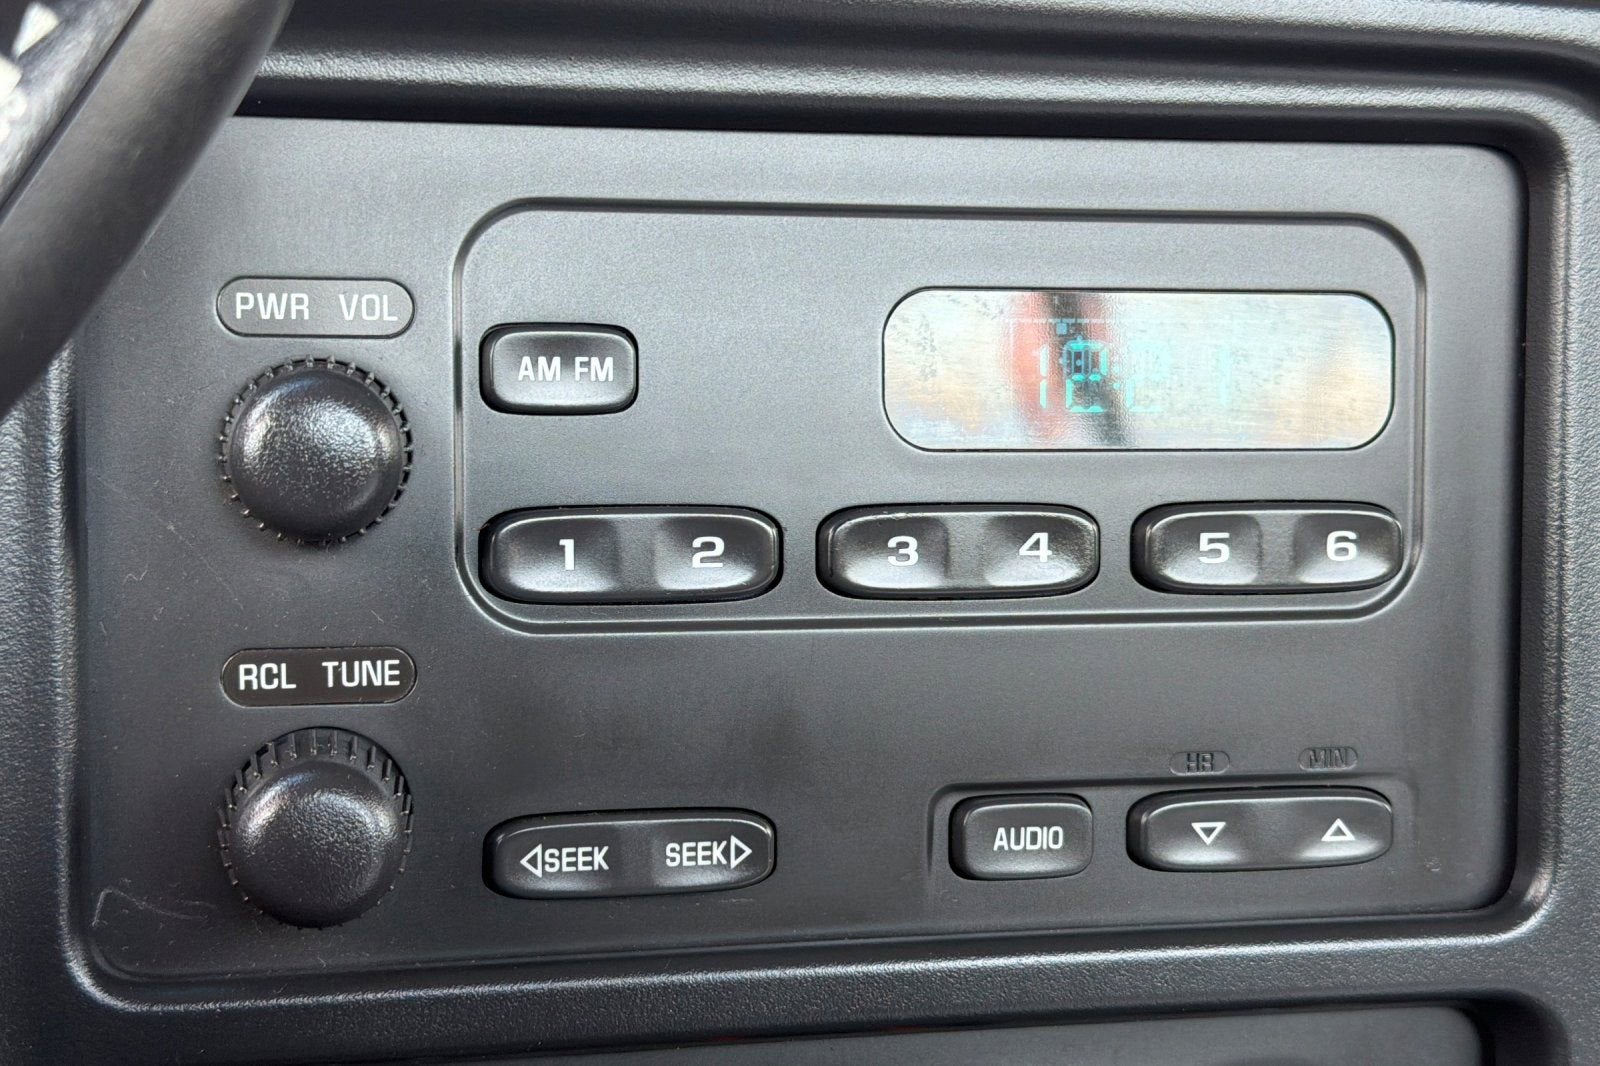 PWR VOL
AM FM
1 2 3 4 5 6
RCL TUNE
HR MIN
◁SEEK SEEK▷ AUDIO ▽ △